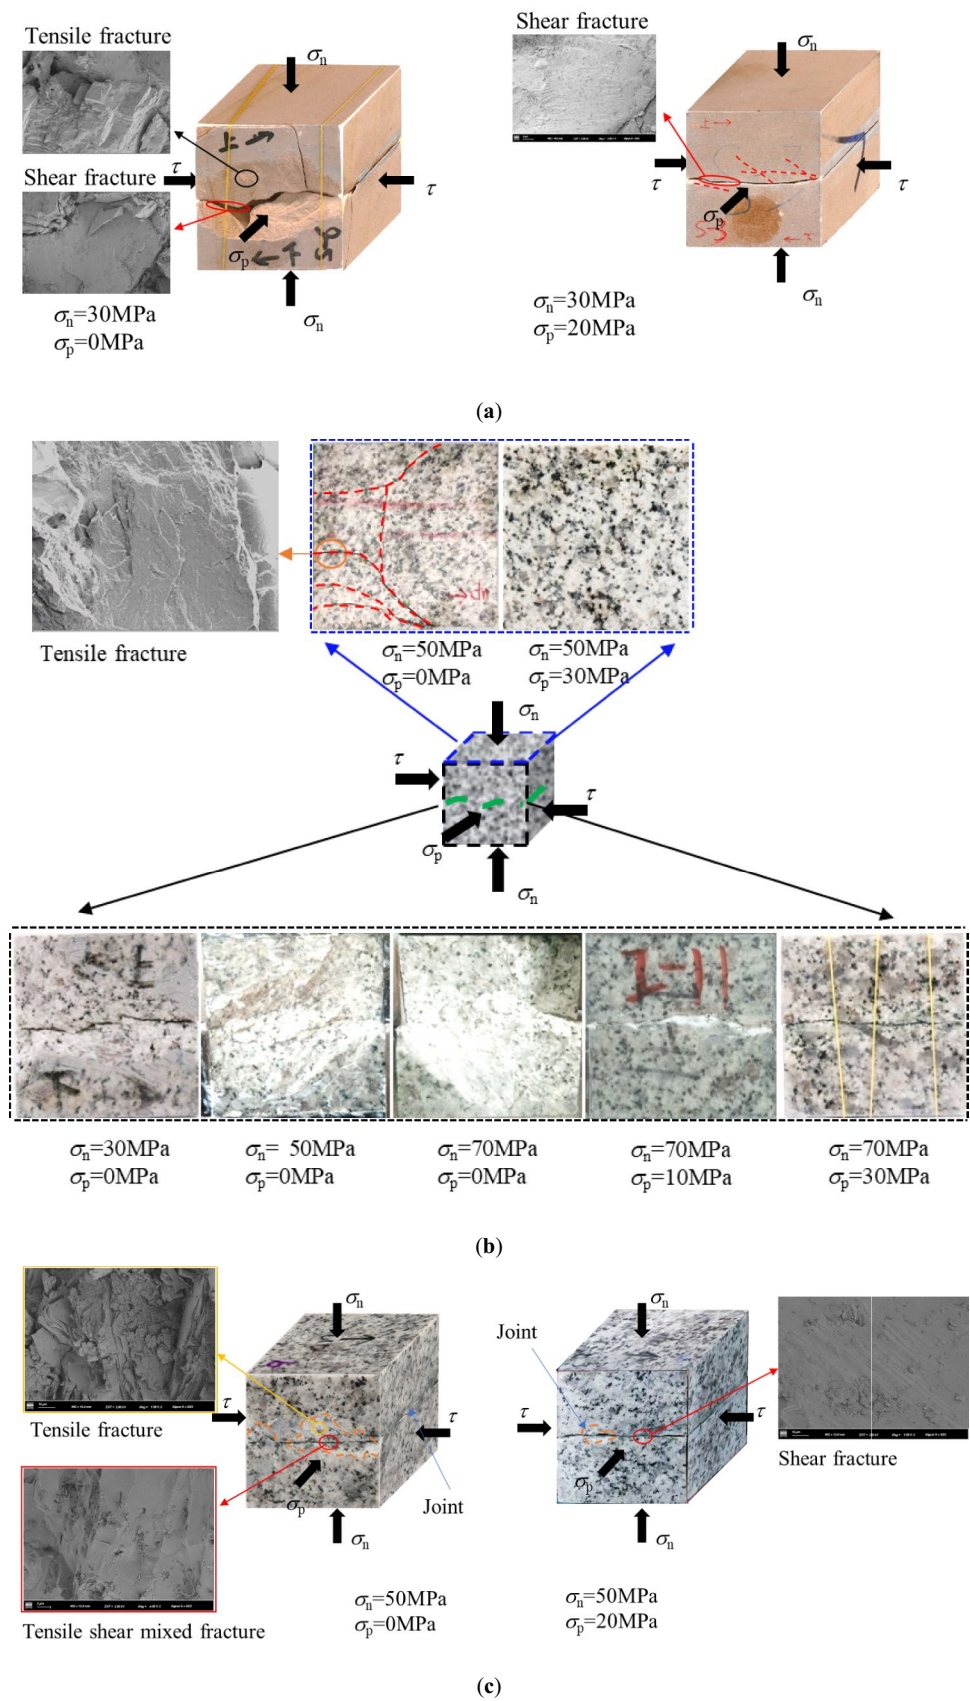 Tensile fracture
Shear fracture
σn
τ
τ
σp
σn
σn=30MPa
σp=0MPa
Shear fracture
σn
上→
τ
τ
σp
S-3
σn
σn=30MPa
σp=20MPa
(a)
Tensile fracture
σn=50MPa
σp=0MPa
σn=50MPa
σp=30MPa
σn
τ
τ
σp
σn
I-11
σn=30MPa
σp=0MPa
σn= 50MPa
σp=0MPa
σn=70MPa
σp=0MPa
σn=70MPa
σp=10MPa
σn=70MPa
σp=30MPa
(b)
Tensile fracture
Tensile shear mixed fracture
σn
τ
τ
σp
Joint
σn
σn=50MPa
σp=0MPa
Joint
σn
τ
τ
σp
σn
Shear fracture
σn=50MPa
σp=20MPa
(c)